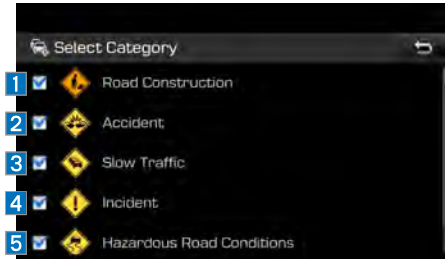 Select Category
1 Road Construction
2 Accident
3 Slow Traffic
4 Incident
5 Hazardous Road Conditions